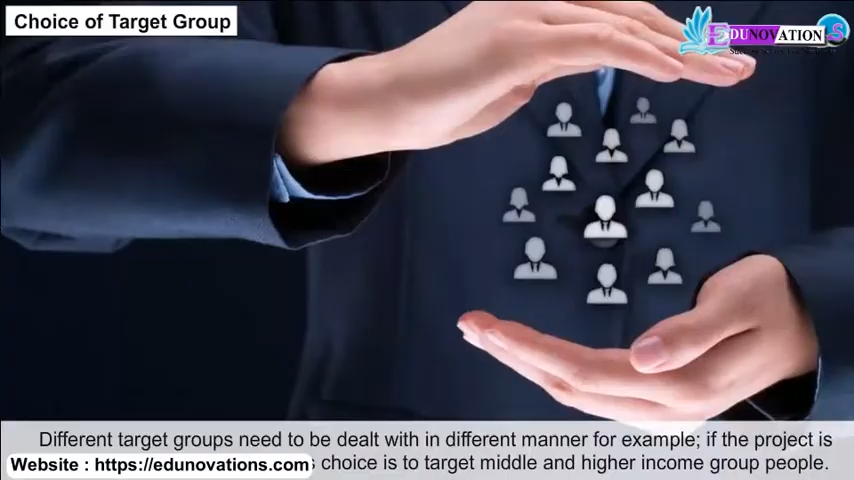 Choice of Target Group
EDUNOVATIONS
Different target groups need to be dealt with in different manner for example; if the project is
Website : https://edunovations.com
choice is to target middle and higher income group people.